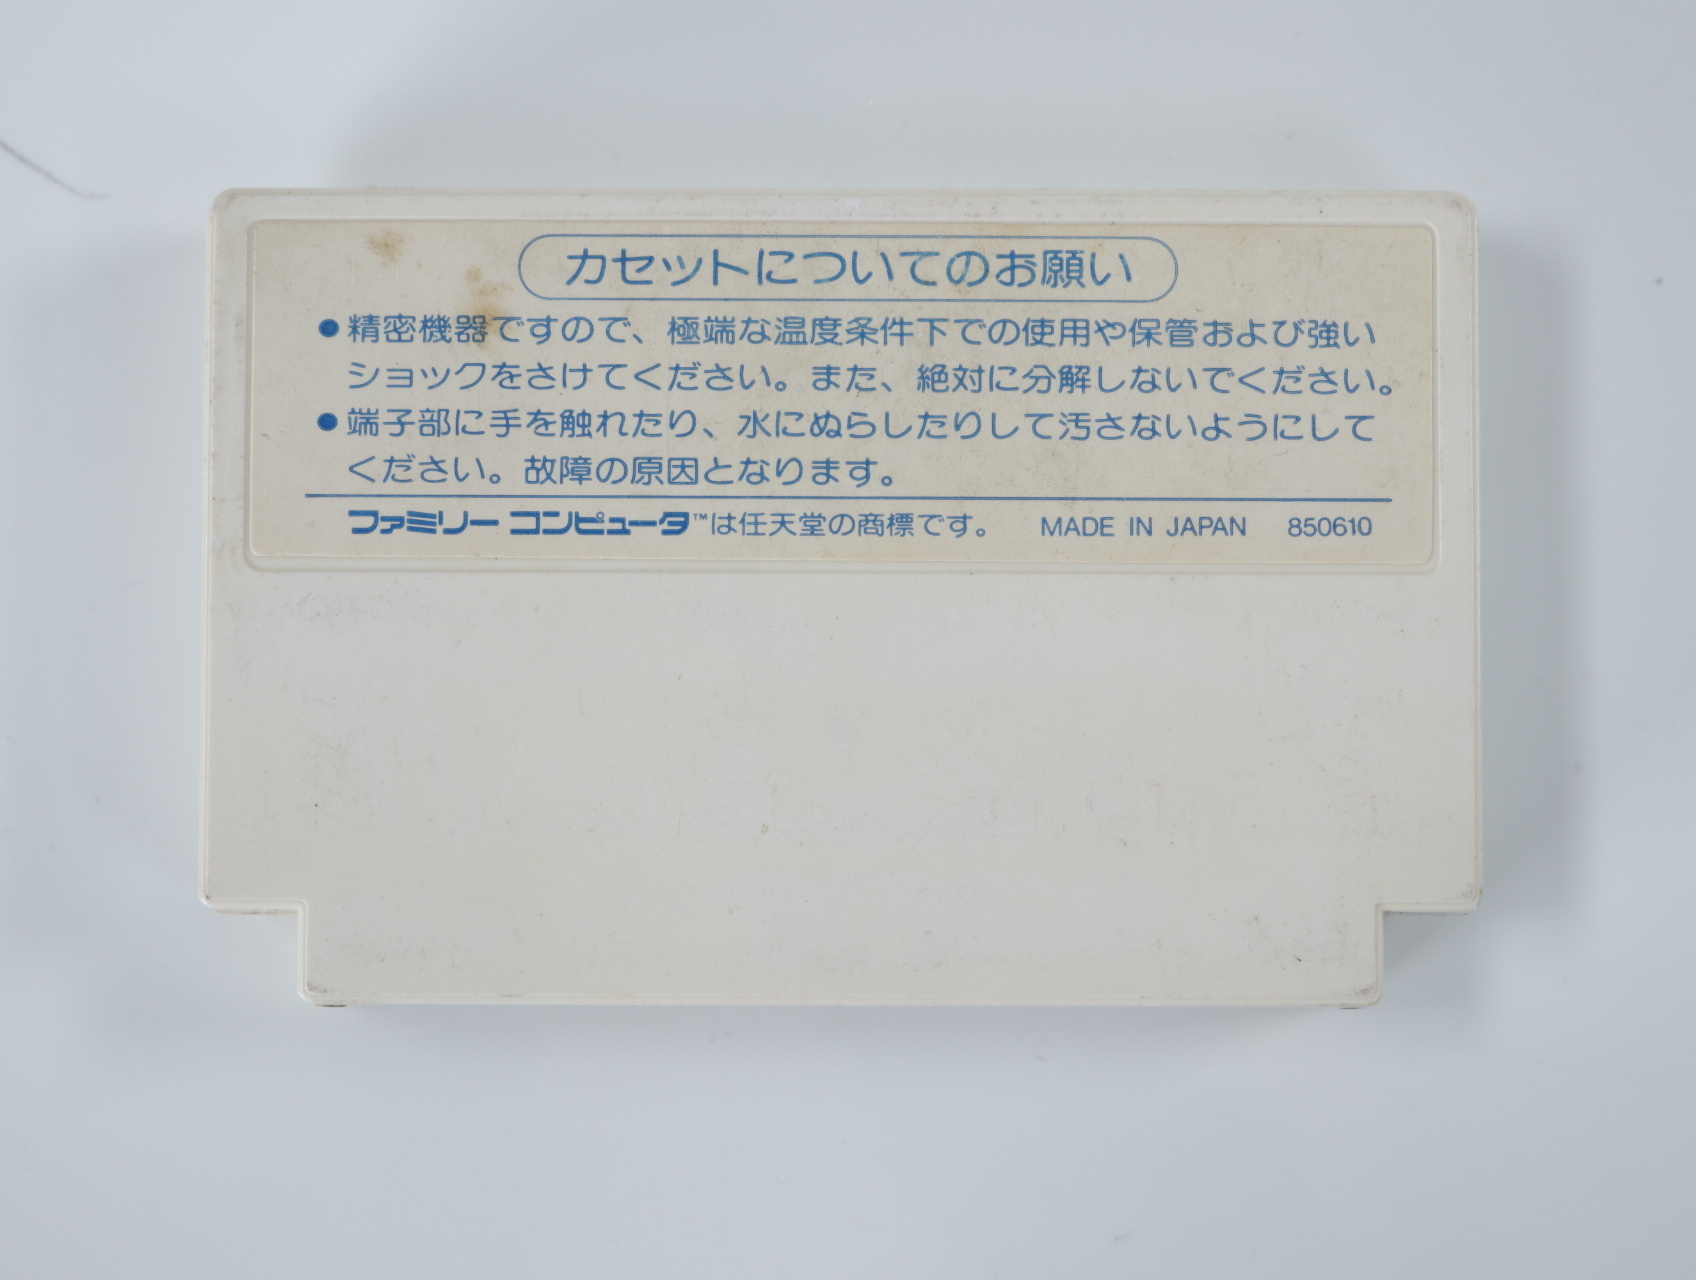 カセットについてのお願い
●精密機器ですので、極端な温度条件下での使用や保管および強い
ショックをさけてください。また、絶対に分解しないでください。
●端子部に手を触れたり、水にぬらしたりして汚さないようにして
ください。故障の原因となります。
ファミリー コンピュータ™は任天堂の商標です。 MADE IN JAPAN 850610